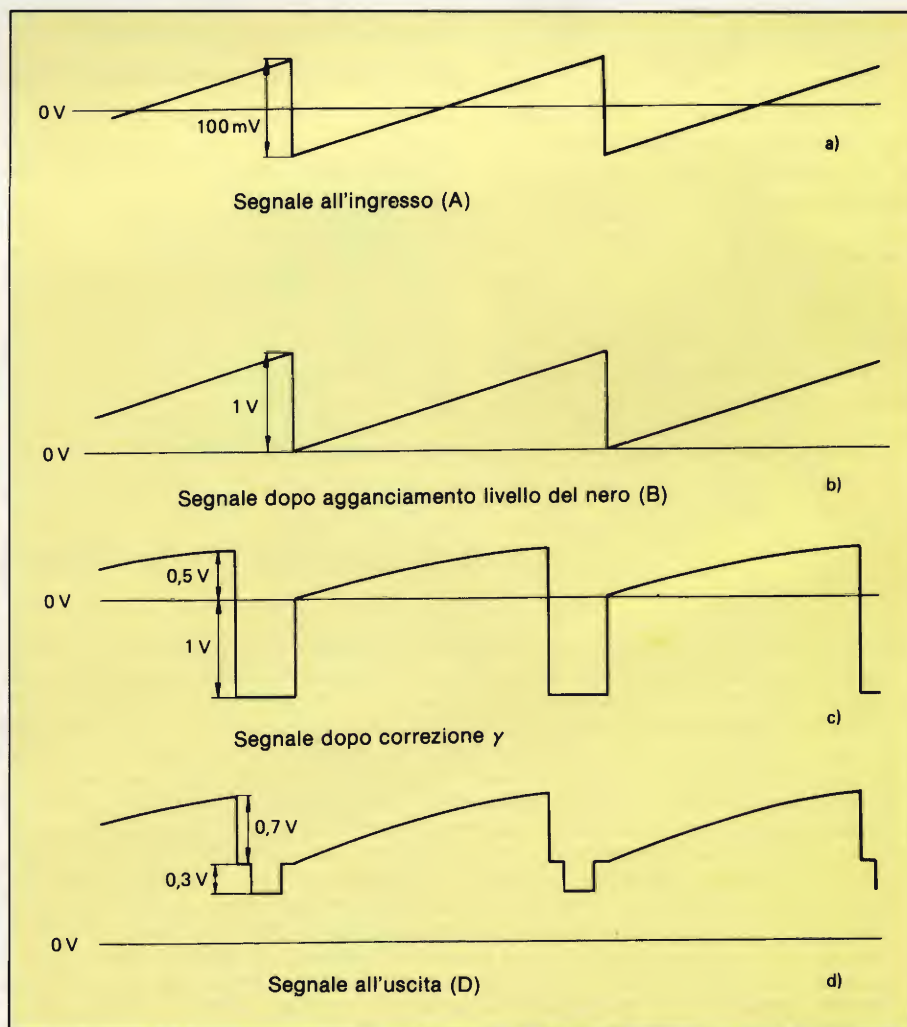 0 V
100 mV
a)
Segnale all'ingresso (A)
1 V
0 V
b)
Segnale dopo agganciamento livello del nero (B)
0,5 V
0 V
1 V
c)
Segnale dopo correzione γ
0,7 V
0,3 V
0 V
Segnale all'uscita (D)
d)